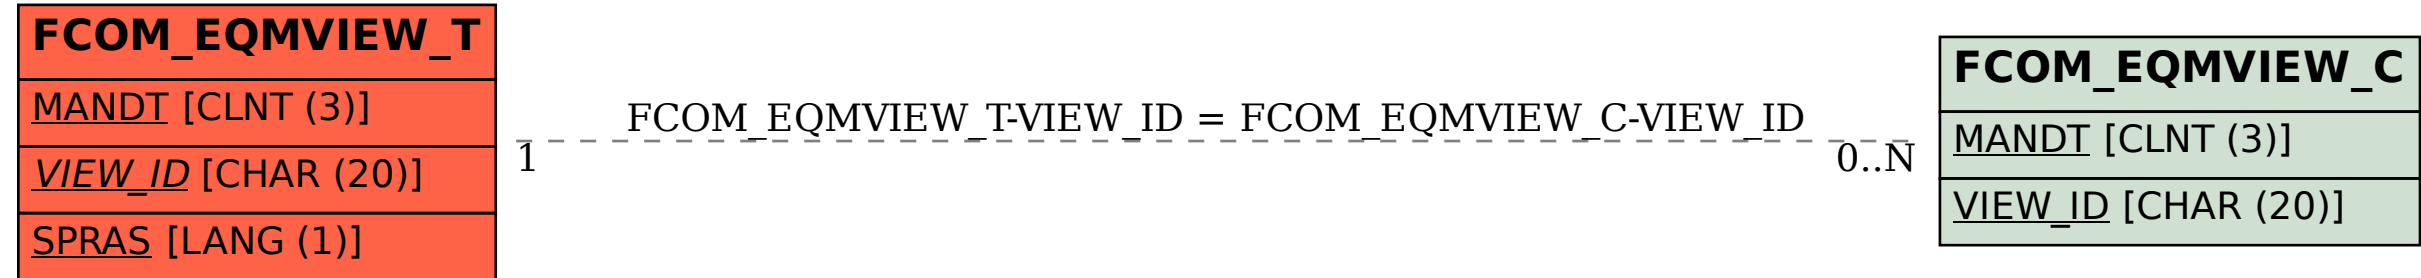 FCOM_EQMVIEW_T
MANDT [CLNT (3)]
VIEW_ID [CHAR (20)]
SPRAS [LANG (1)]
FCOM_EQMVIEW_T-VIEW_ID = FCOM_EQMVIEW_C-VIEW_ID
1
0..N
FCOM_EQMVIEW_C
MANDT [CLNT (3)]
VIEW_ID [CHAR (20)]